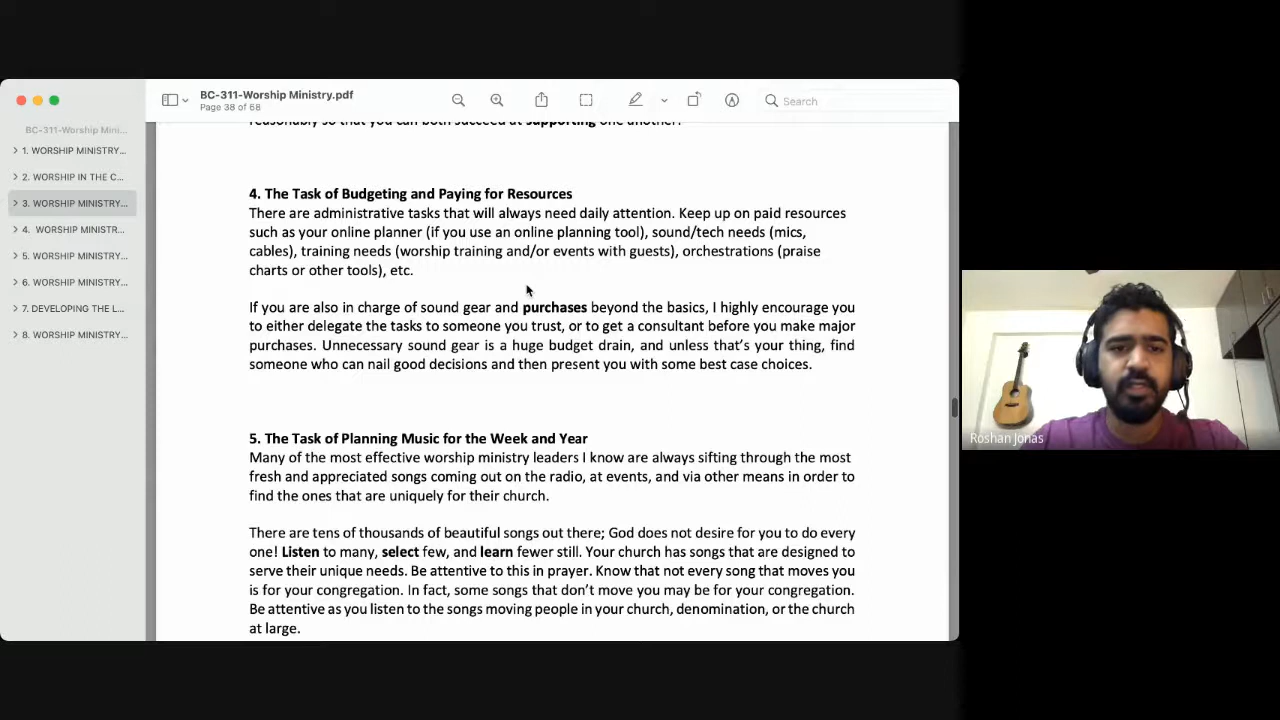 BC-311-Worship Ministry.pdf
Page 38 of 68
Search
BC-311-Worship Mini...
1. WORSHIP MINISTRY...
2. WORSHIP IN THE C...
3. WORSHIP MINISTRY...
4. WORSHIP MINISTR...
5. WORSHIP MINISTR...
6. WORSHIP MINISTR...
7. DEVELOPING THE L...
8. WORSHIP MINISTR...
reasonably so that you can both succeed at supporting one another.
4. The Task of Budgeting and Paying for Resources
There are administrative tasks that will always need daily attention. Keep up on paid resources
such as your online planner (if you use an online planning tool), sound/tech needs (mics,
cables), training needs (worship training and/or events with guests), orchestrations (praise
charts or other tools), etc.
If you are also in charge of sound gear and purchases beyond the basics, I highly encourage you
to either delegate the tasks to someone you trust, or to get a consultant before you make major
purchases. Unnecessary sound gear is a huge budget drain, and unless that's your thing, find
someone who can nail good decisions and then present you with some best case choices.
5. The Task of Planning Music for the Week and Year
Many of the most effective worship ministry leaders I know are always sifting through the most
fresh and appreciated songs coming out on the radio, at events, and via other means in order to
find the ones that are uniquely for their church.
There are tens of thousands of beautiful songs out there; God does not desire for you to do every
one! Listen to many, select few, and learn fewer still. Your church has songs that are designed to
serve their unique needs. Be attentive to this in prayer. Know that not every song that moves you
is for your congregation. In fact, some songs that don't move you may be for your congregation.
Be attentive as you listen to the songs moving people in your church, denomination, or the church
at large.
Roshan Jonas